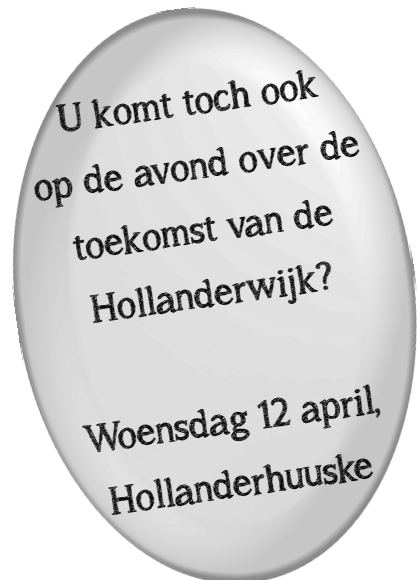 U komt toch ook
op de avond over de
toekomst van de
Hollanderwijk?
Woensdag 12 april,
Hollanderhuuske